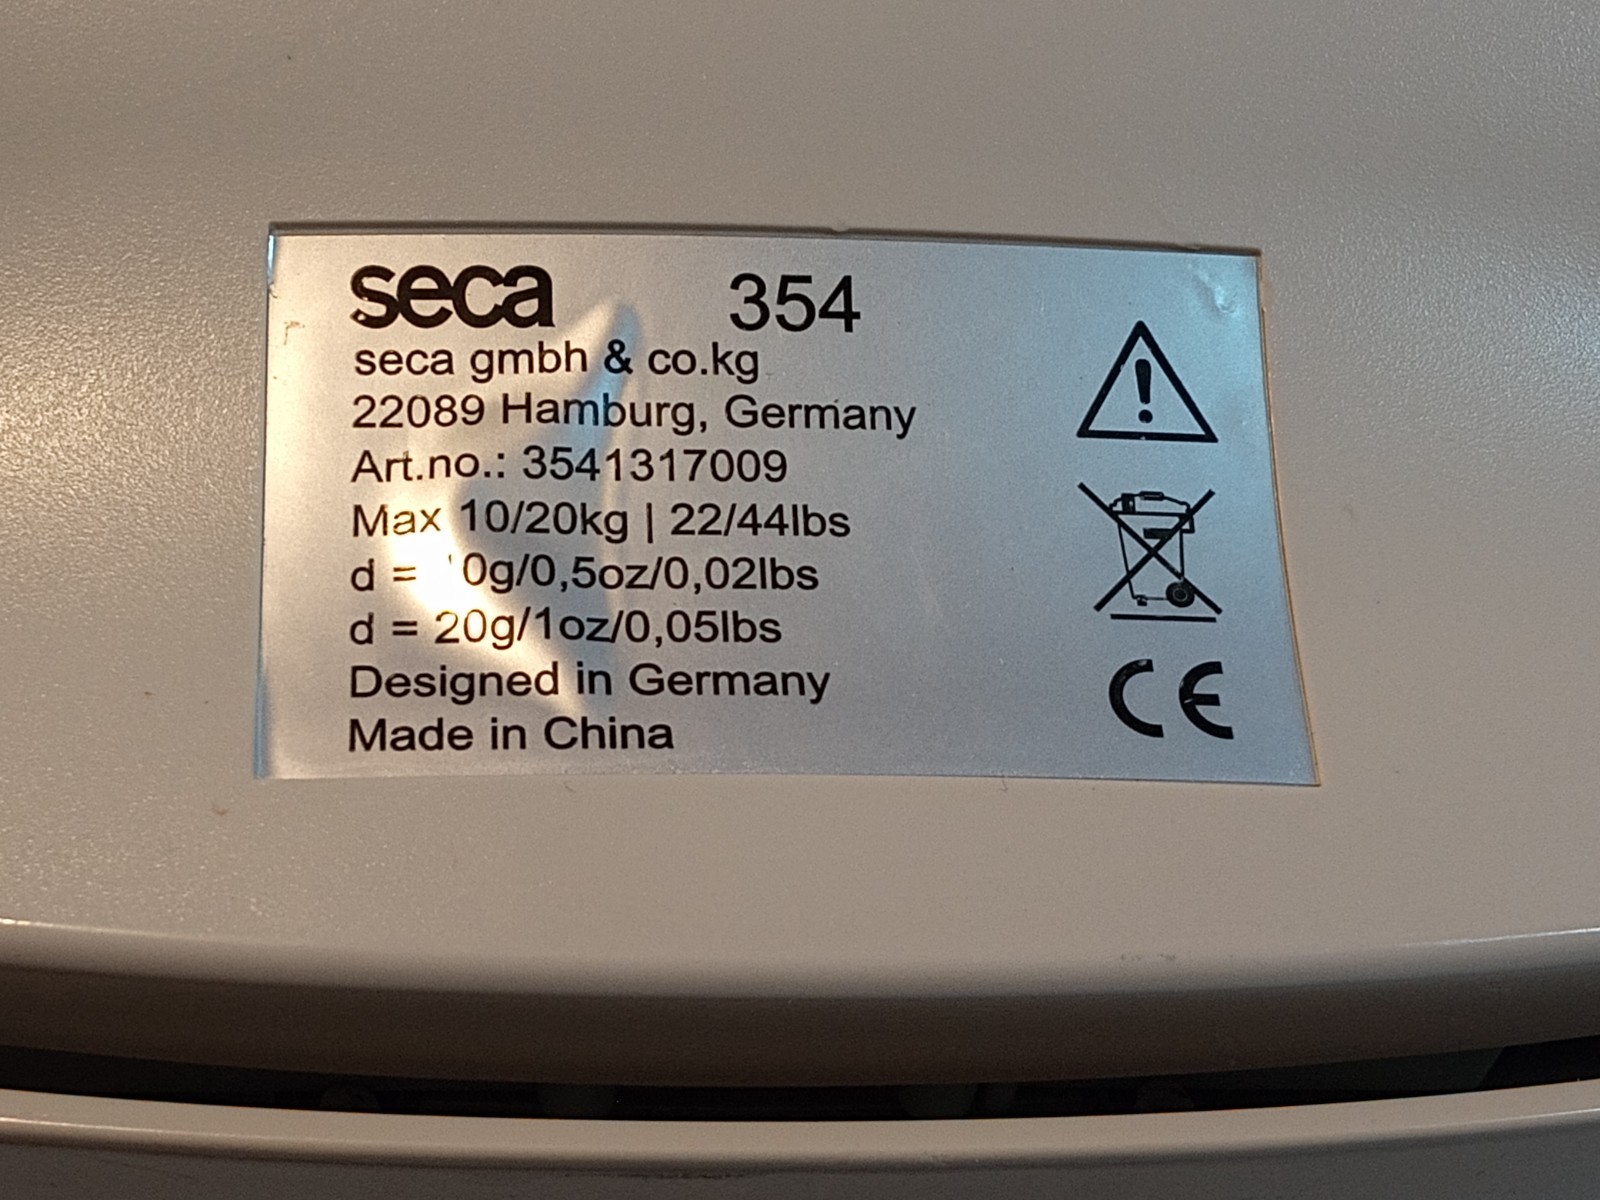 seca 354
seca gmbh & co.kg
22089 Hamburg, Germany
Art.no.: 3541317009
Max 10/20kg | 22/44lbs
d = 0g/0,5oz/0,02lbs
d = 20g/1oz/0,05lbs
Designed in Germany
Made in China
CE